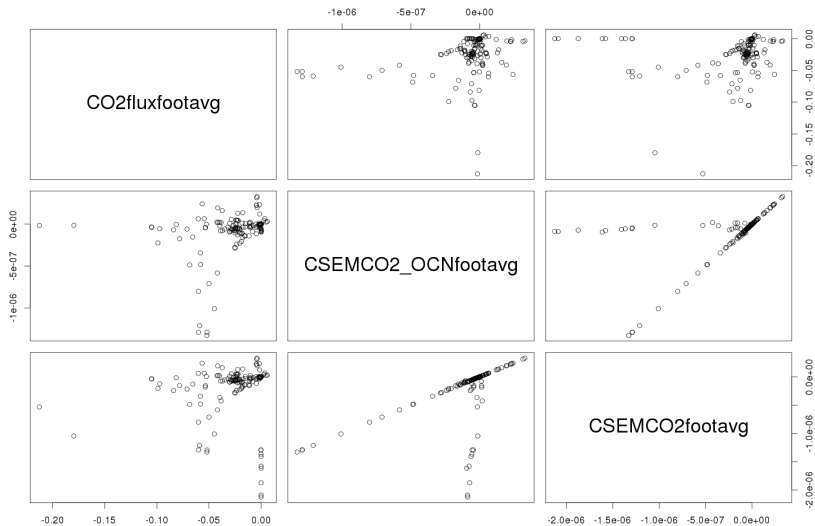 -1e-06 -5e-07 0e+00
CO2fluxfootavg
0.00
-0.05
-0.10
-0.15
-0.20
0e+00
-5e-07
-1e-06
CSEMCO2_OCNfootavg
CSEMCO2footavg
0.0e+00
-1.0e-06
-2.0e-06
-0.20 -0.15 -0.10 -0.05 0.00
-2.0e-06 -1.5e-06 -1.0e-06 -5.0e-07 0.0e+00